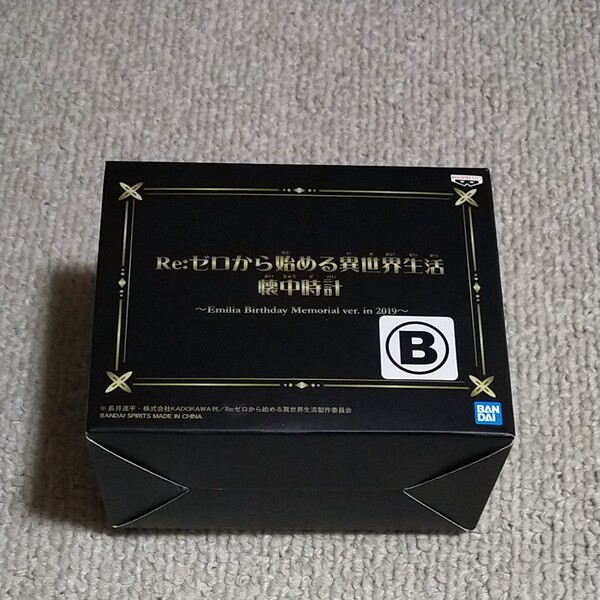 BANPRESTO
Re:ゼロから始める異世界生活
懐中時計
～Emilia Birthday Memorial ver. in 2019～
B
© 長月達平・株式会社KADOKAWA刊／Re:ゼロから始める異世界生活製作委員会
BANDAI SPIRITS MADE IN CHINA
BAN
DAI